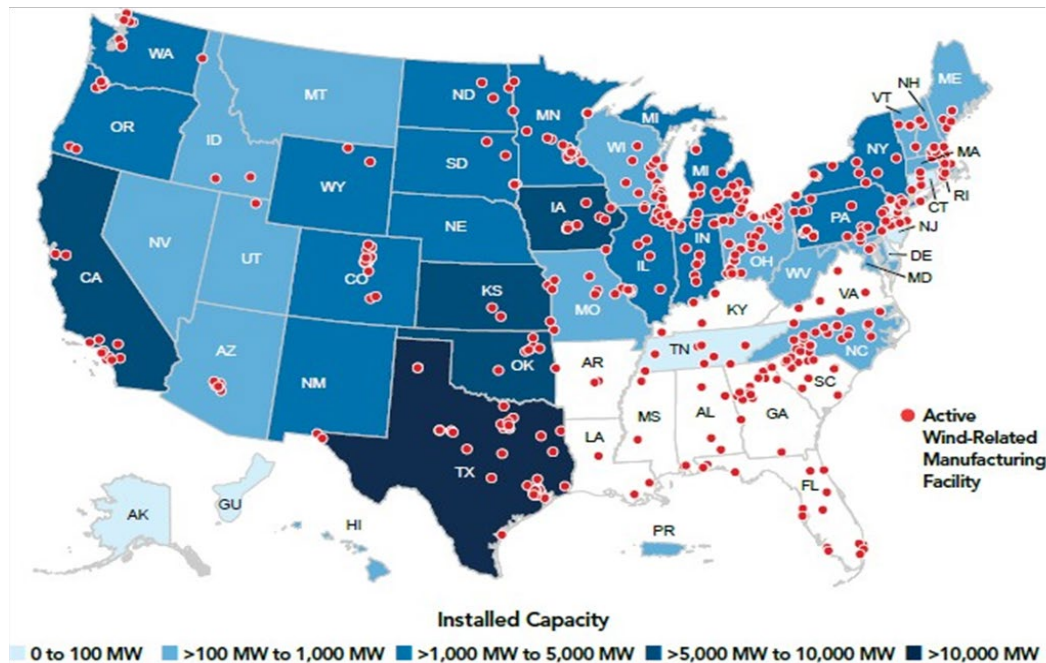 WA
MT
ND
MN
ME
NH
VT
OR
ID
SD
WI
MI
MI
NY
MA
RI
CT
WY
NE
IA
PA
NJ
NV
UT
CO
IL
IN
OH
WV
DE
MD
CA
KS
MO
KY
VA
AZ
NM
OK
AR
TN
NC
SC
TX
LA
MS
AL
GA
FL
AK
GU
HI
PR
Active
Wind-Related
Manufacturing
Facility
Installed Capacity
0 to 100 MW
>100 MW to 1,000 MW
>1,000 MW to 5,000 MW
>5,000 MW to 10,000 MW
>10,000 MW